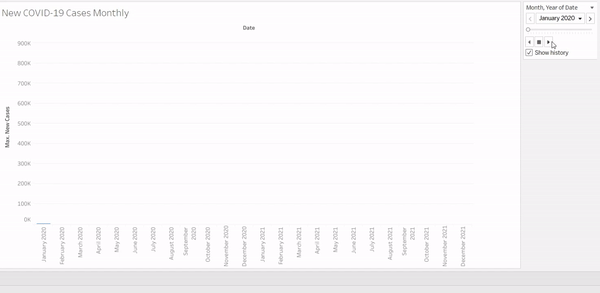 New COVID-19 Cases Monthly
Date
Month, Year of Date
January 2020
Show history
Max. New Cases
900K
800K
700K
600K
500K
400K
300K
200K
100K
0K
January 2020
February 2020
March 2020
April 2020
May 2020
June 2020
July 2020
August 2020
September
2020
October 2020
November 2020
December 2020
January 2021
February 2021
March 2021
April 2021
May 2021
June 2021
July 2021
August 2021
September
2021
October 2021
November 2021
December 2021